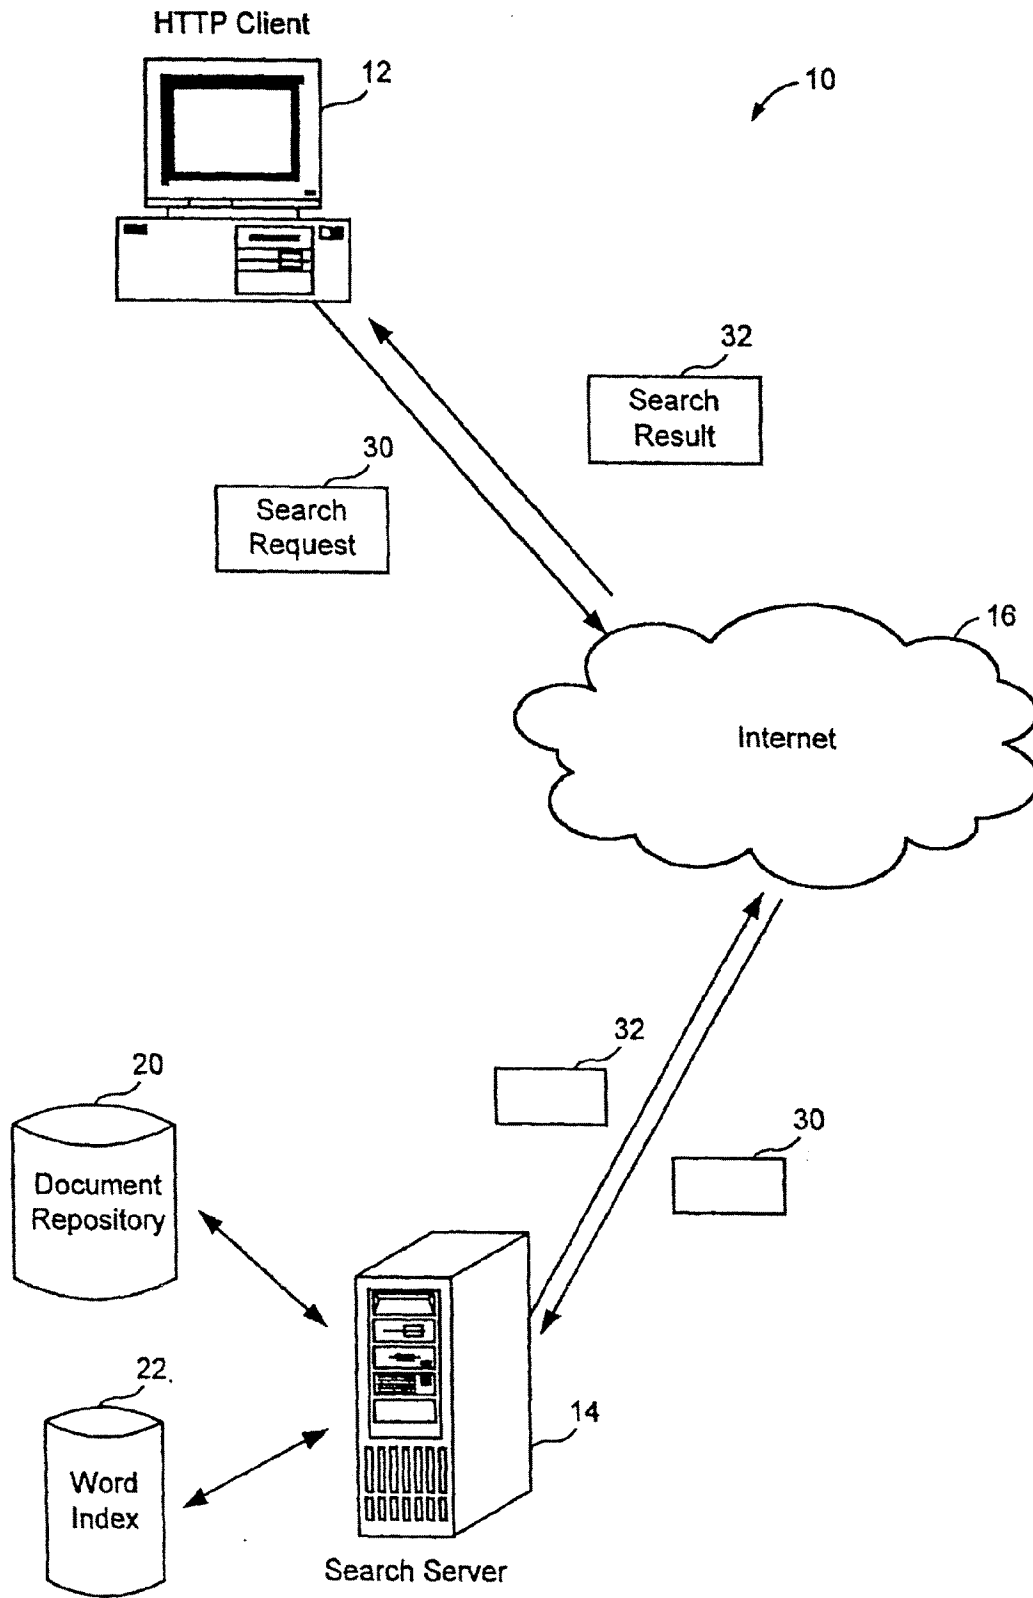 HTTP Client
12
10
32
Search
Result
30
Search
Request
16
Internet
32
20
30
Document
Repository
22.
14
Word
Index
Search Server